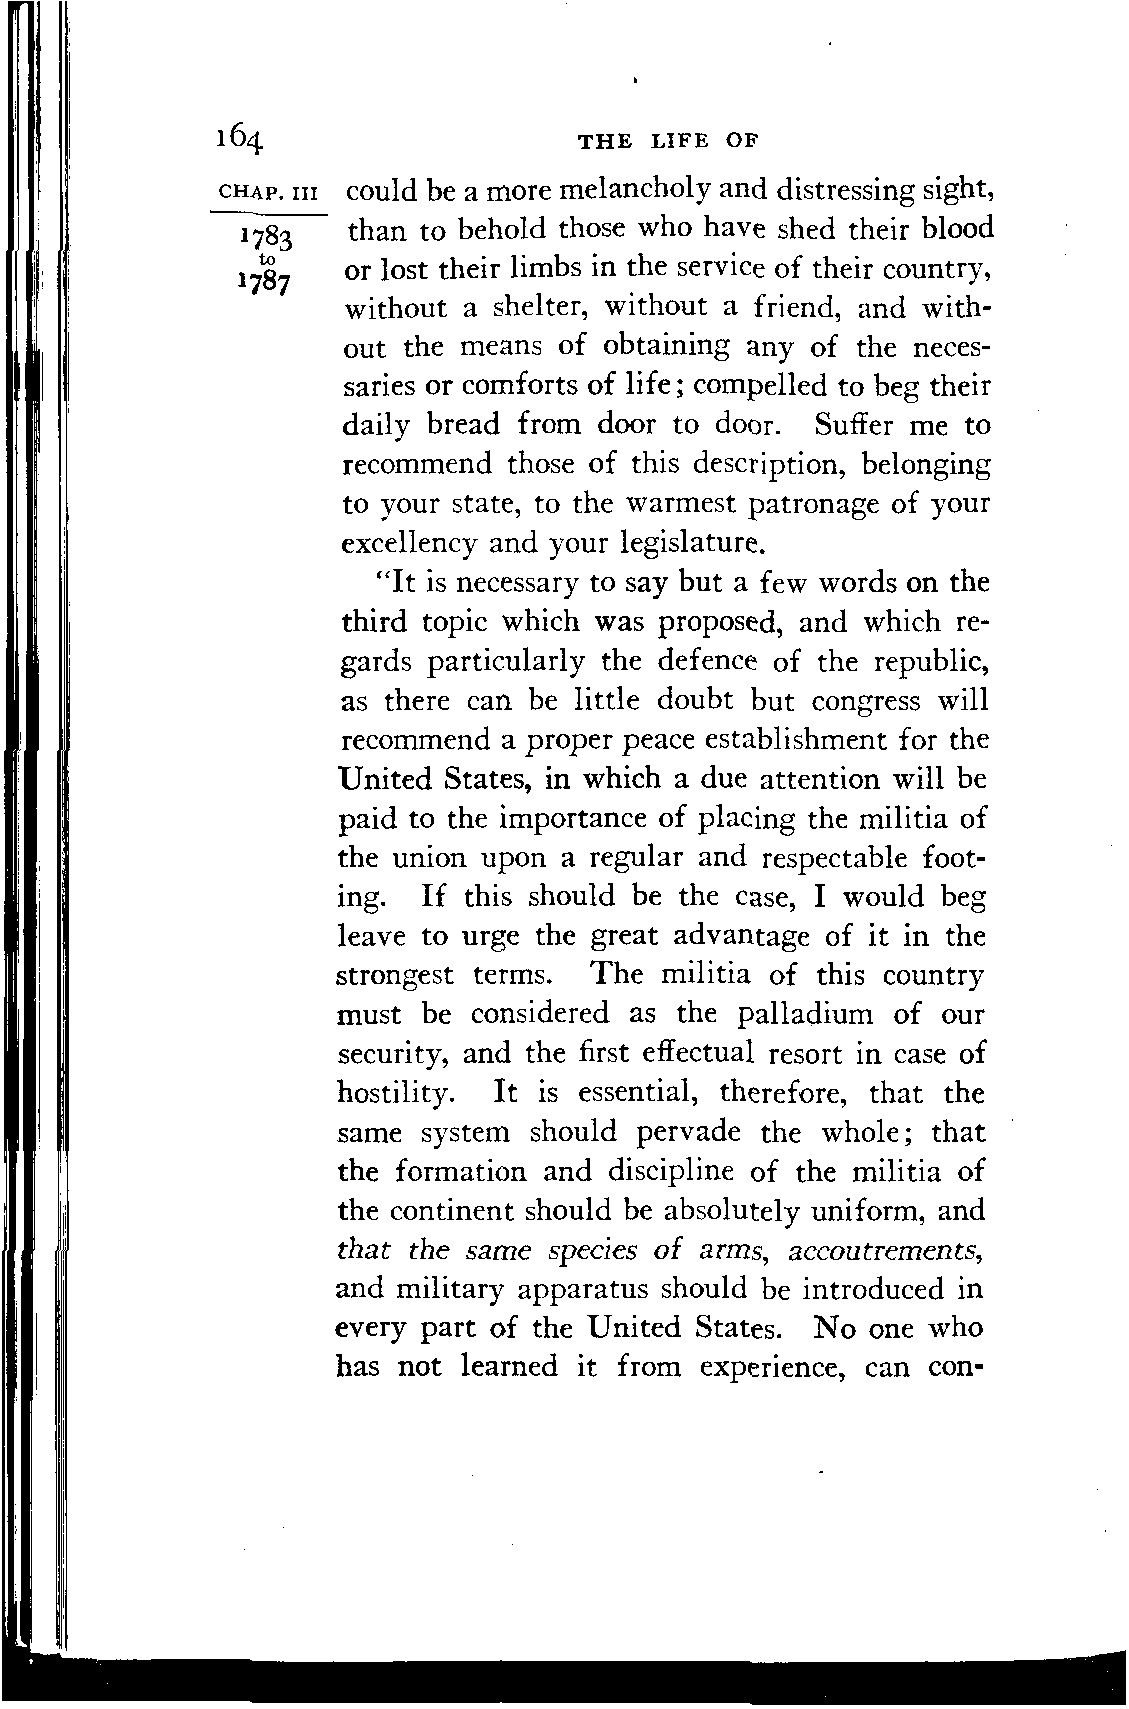 164 THE LIFE OF
CHAP. III could be a more melancholy and distressing sight,
1783 than to behold those who have shed their blood
to
1787 or lost their limbs in the service of their country,
without a shelter, without a friend, and with-
out the means of obtaining any of the neces-
saries or comforts of life; compelled to beg their
daily bread from door to door. Suffer me to
recommend those of this description, belonging
to your state, to the warmest patronage of your
excellency and your legislature.
"It is necessary to say but a few words on the
third topic which was proposed, and which re-
gards particularly the defence of the republic,
as there can be little doubt but congress will
recommend a proper peace establishment for the
United States, in which a due attention will be
paid to the importance of placing the militia of
the union upon a regular and respectable foot-
ing. If this should be the case, I would beg
leave to urge the great advantage of it in the
strongest terms. The militia of this country
must be considered as the palladium of our
security, and the first effectual resort in case of
hostility. It is essential, therefore, that the
same system should pervade the whole; that
the formation and discipline of the militia of
the continent should be absolutely uniform, and
that the same species of arms, accoutrements,
and military apparatus should be introduced in
every part of the United States. No one who
has not learned it from experience, can con-